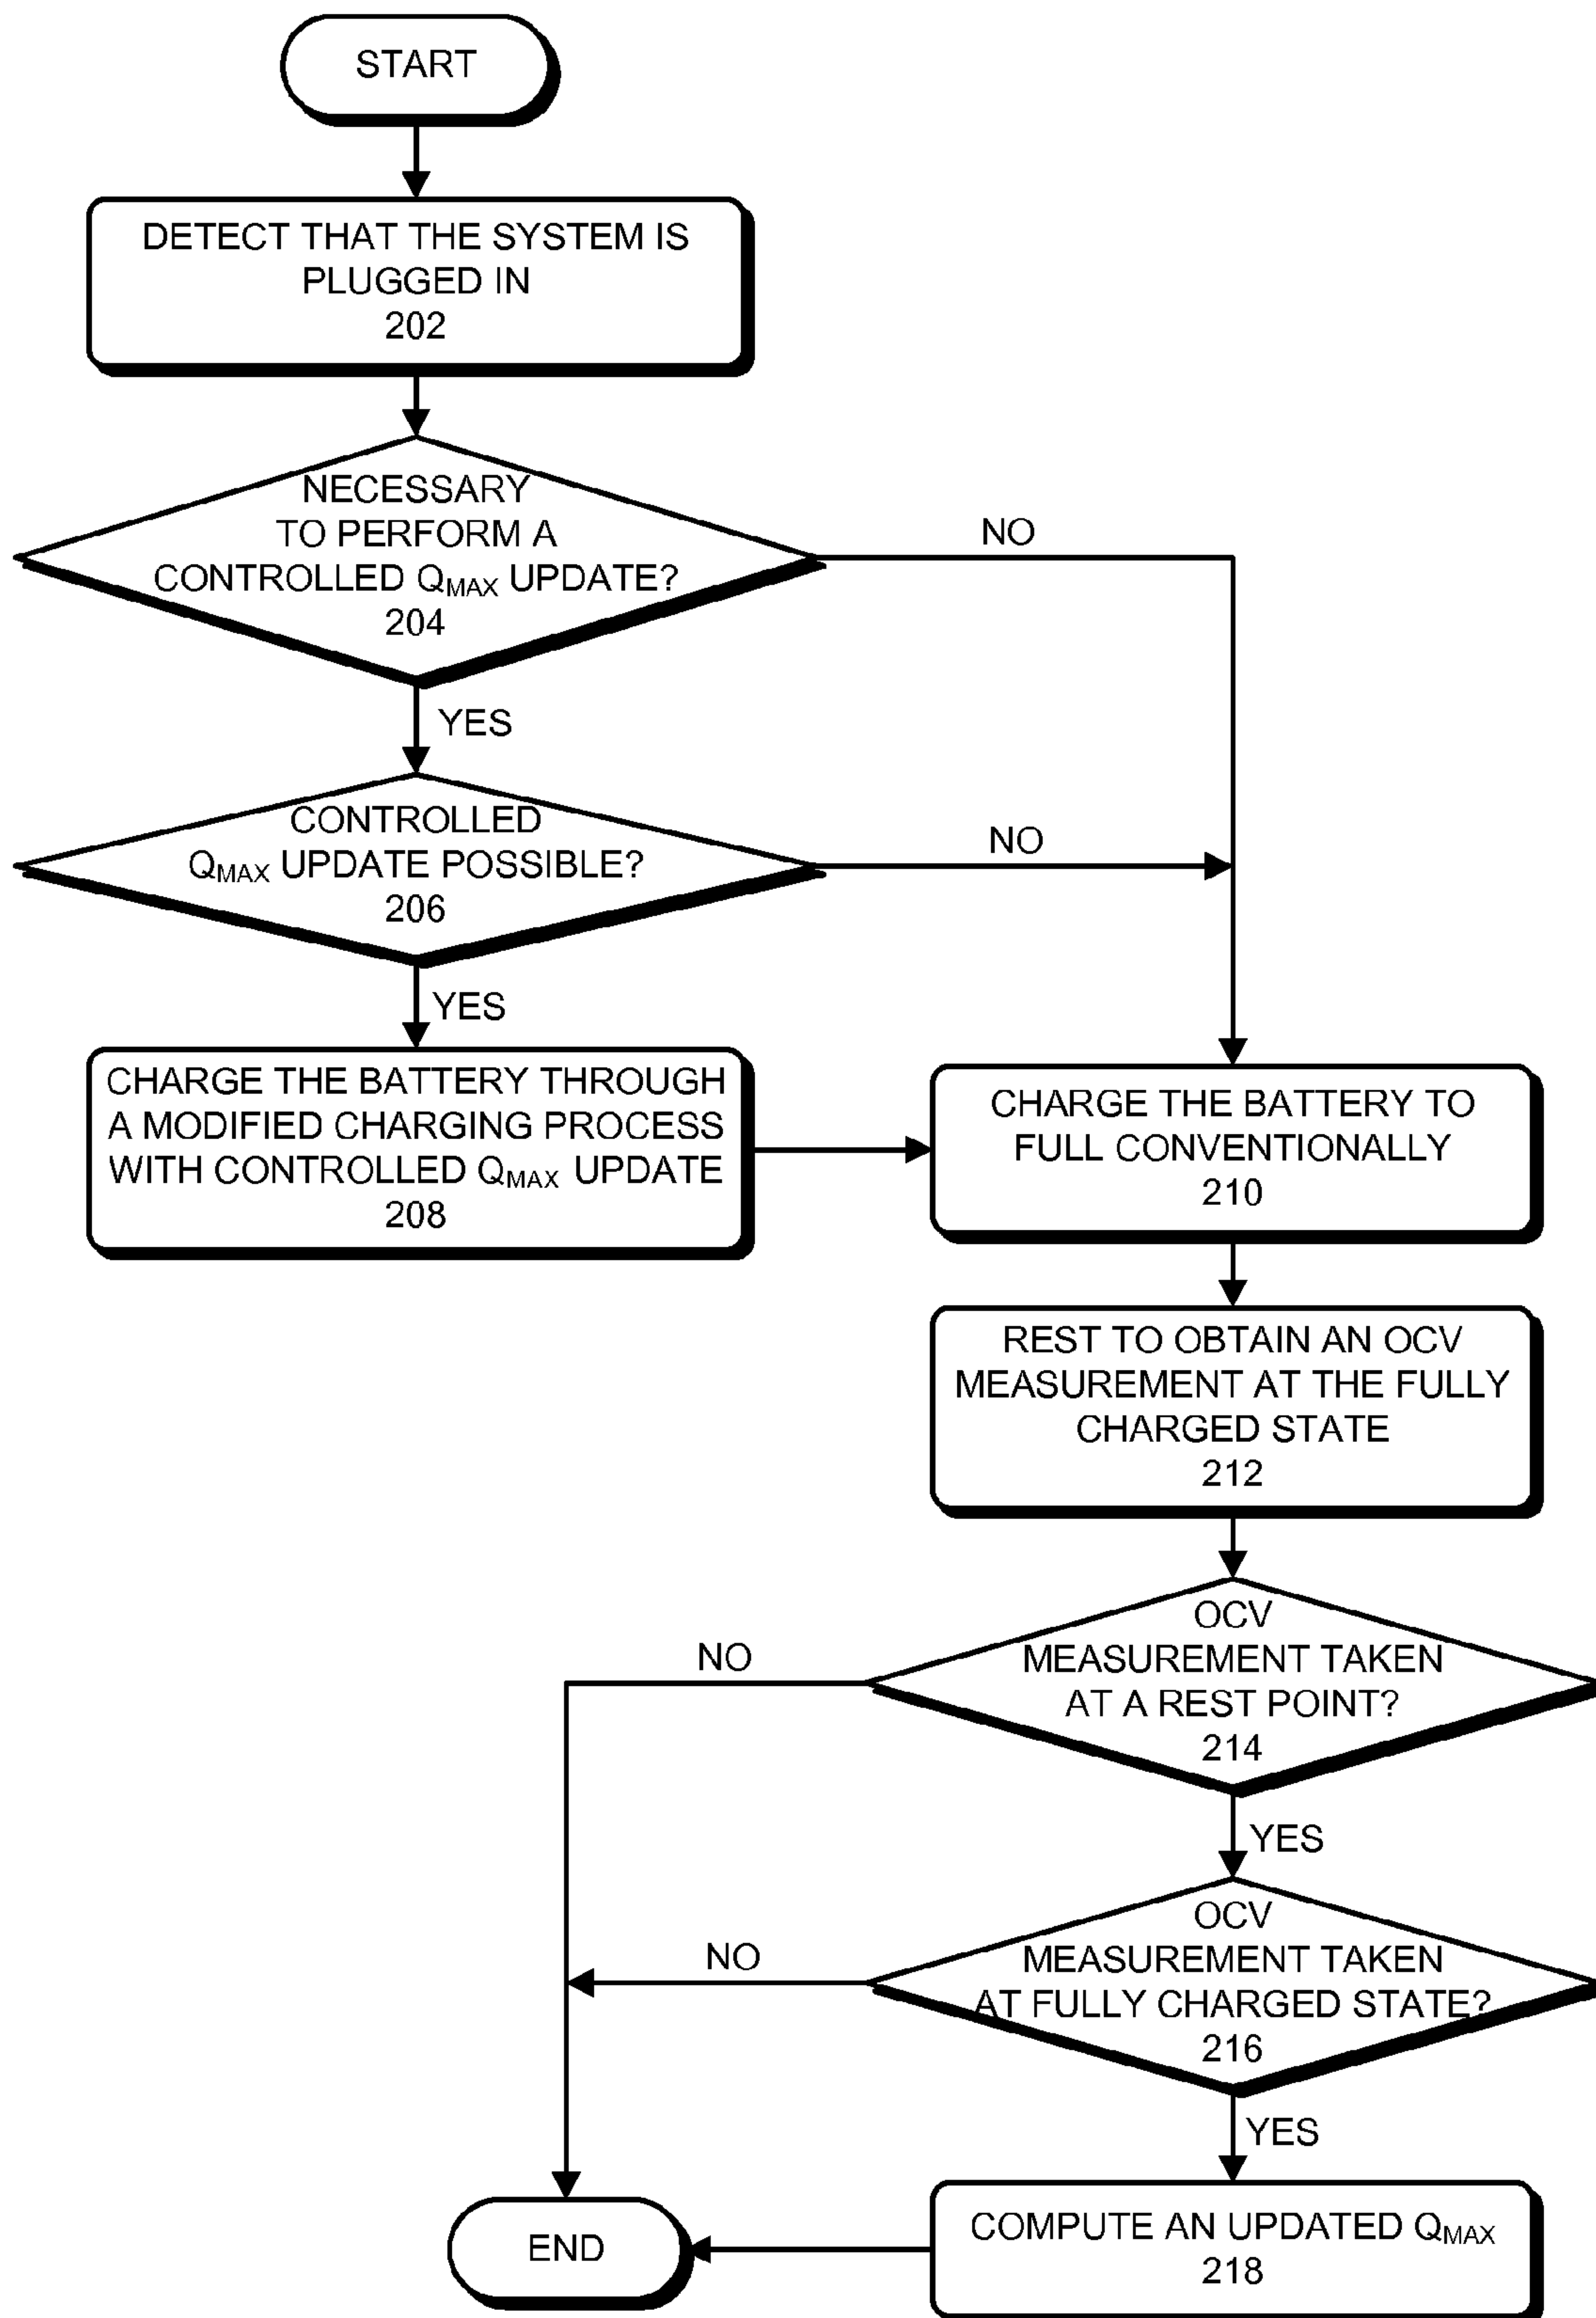 START
DETECT THAT THE SYSTEM IS
PLUGGED IN
202
NECESSARY
TO PERFORM A
CONTROLLED QMAX UPDATE?
204
NO
YES
CONTROLLED
QMAX UPDATE POSSIBLE?
206
NO
YES
CHARGE THE BATTERY THROUGH
A MODIFIED CHARGING PROCESS
WITH CONTROLLED QMAX UPDATE
208
CHARGE THE BATTERY TO
FULL CONVENTIONALLY
210
REST TO OBTAIN AN OCV
MEASUREMENT AT THE FULLY
CHARGED STATE
212
OCV
MEASUREMENT TAKEN
AT A REST POINT?
214
NO
YES
OCV
MEASUREMENT TAKEN
AT FULLY CHARGED STATE?
216
NO
YES
COMPUTE AN UPDATED QMAX
218
END